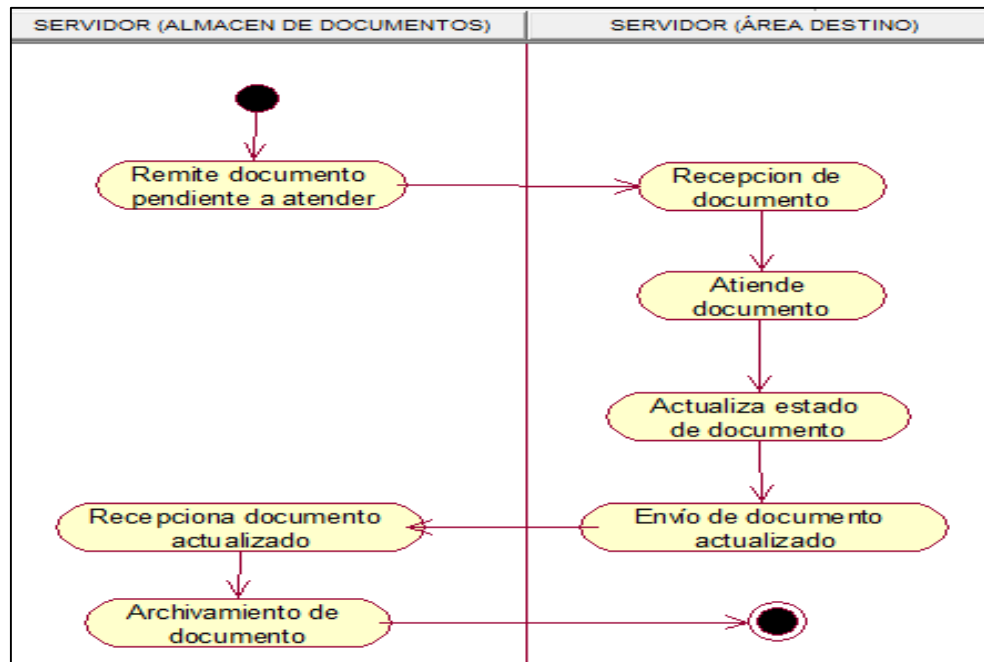 SERVIDOR (ALMACEN DE DOCUMENTOS)
SERVIDOR (ÁREA DESTINO)
Remite documento
pendiente a atender
Recepcion de
documento
Atiende
documento
Actualiza estado
de documento
Envío de documento
actualizado
Recepciona documento
actualizado
Archivamiento de
documento